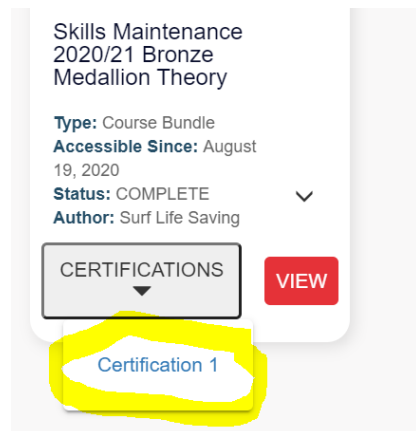 Skills Maintenance
2020/21 Bronze
Medallion Theory
Type: Course Bundle
Accessible Since: August
19, 2020
Status: COMPLETE
Author: Surf Life Saving
CERTIFICATIONS
VIEW
Certification 1